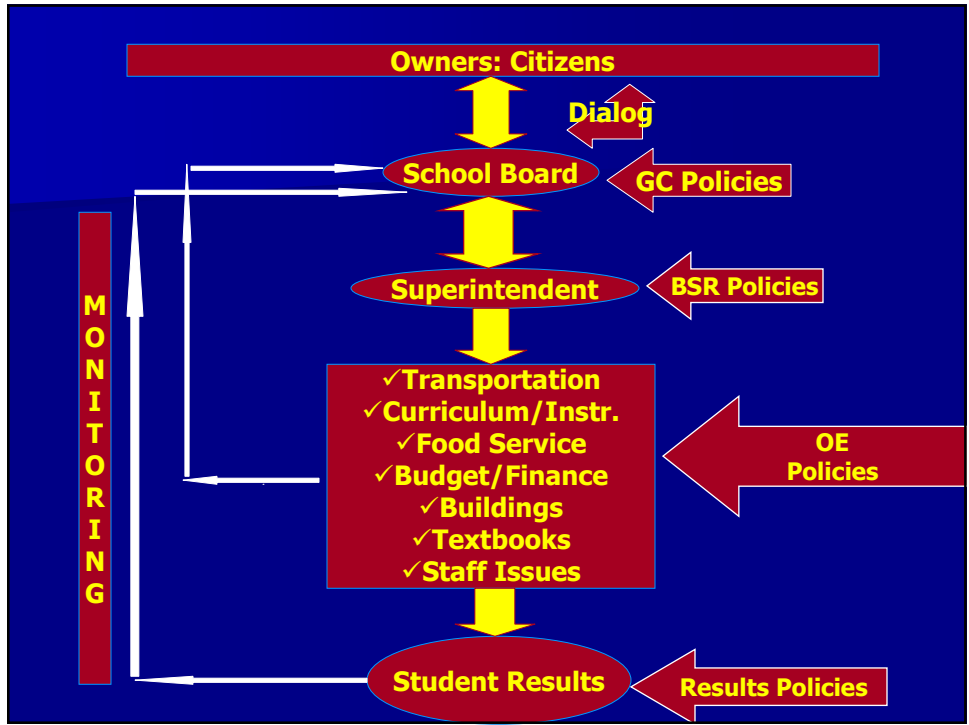 Owners: Citizens
Dialog
School Board
GC Policies
Superintendent
BSR Policies
M
O
N
I
T
O
R
I
N
G
✓Transportation
✓Curriculum/Instr.
✓Food Service
✓Budget/Finance
✓Buildings
✓Textbooks
✓Staff Issues
OE
Policies
Student Results
Results Policies